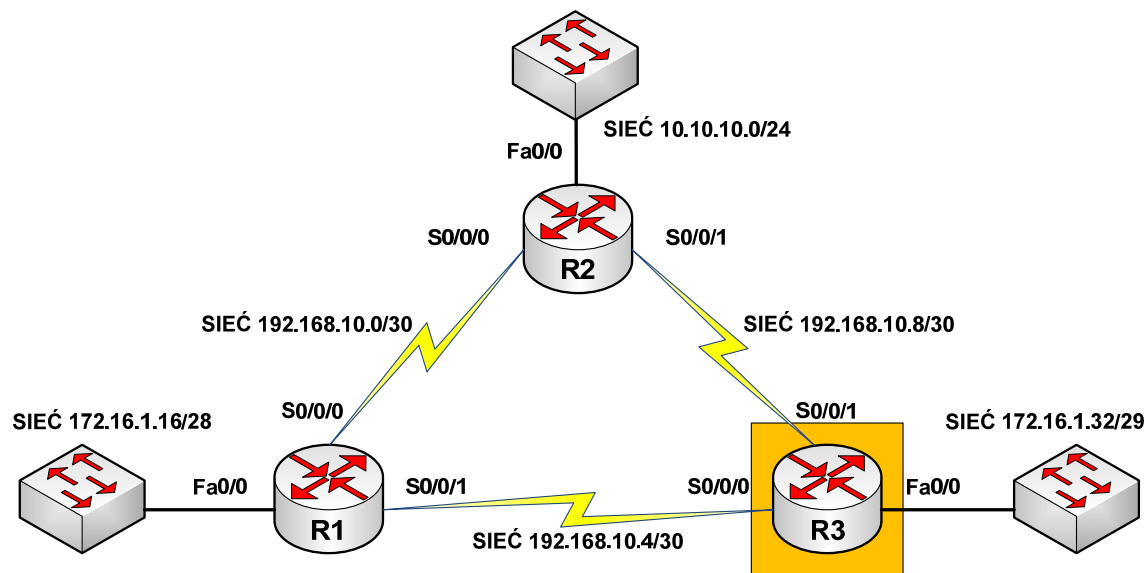 SIEĆ 10.10.10.0/24
Fa0/0
S0/0/0
S0/0/1
R2
SIEĆ 192.168.10.0/30
SIEĆ 192.168.10.8/30
S0/0/0
S0/0/1
SIEĆ 172.16.1.16/28
SIEĆ 172.16.1.32/29
Fa0/0
S0/0/1
S0/0/0
Fa0/0
R1
R3
SIEĆ 192.168.10.4/30